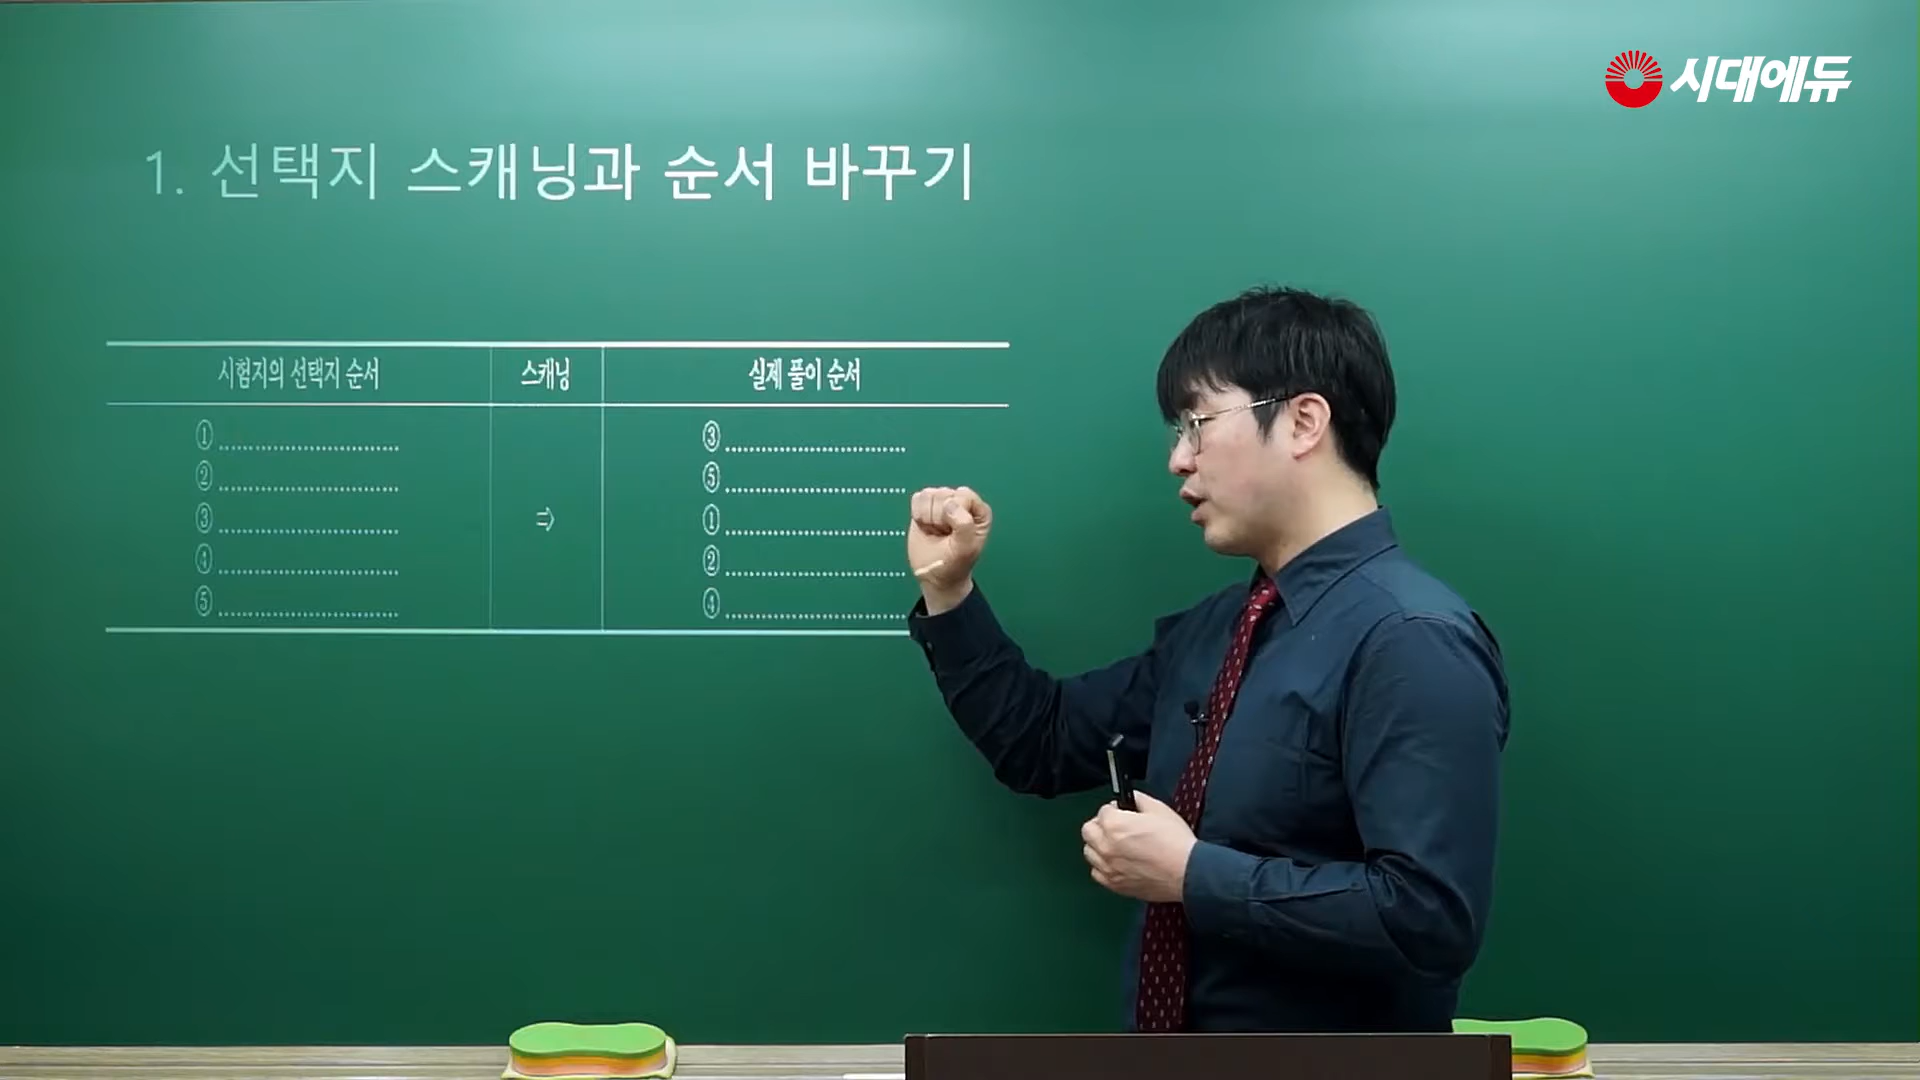 시대에듀
1. 선택지 스캐닝과 순서 바꾸기
시험지의 선택지 순서 스캐닝 실제 풀이 순서
① ........................ ③ ........................
② ........................ ⑤ ........................
③ ........................ ⇨ ① ........................
④ ........................ ② ........................
⑤ ........................ ④ ........................